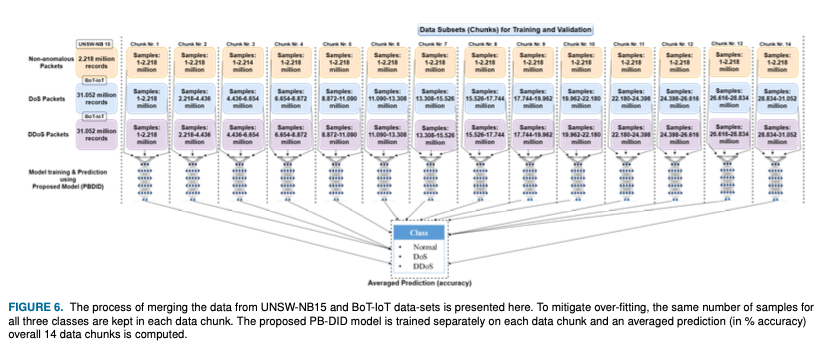 Data Subsets (Chunks) for Training and Validation
UNSW-NB 15 Chunk Nr. 1 Chunk Nr. 2 Chunk Nr. 3 Chunk Nr. 4 Chunk Nr. 5 Chunk Nr. 6 Chunk Nr. 7 Chunk Nr. 8 Chunk Nr. 9 Chunk Nr. 10 Chunk Nr. 11 Chunk Nr. 12 Chunk Nr. 13 Chunk Nr. 14
Samples: Samples: Samples: Samples: Samples: Samples: Samples: Samples: Samples: Samples: Samples: Samples: Samples: Samples:
Non-anomalous 2.218 million 1-2.218 1-2.218 1-2.214 1-2.218 1-2.218 1-2.218 1-2.218 1-2.218 1-2.218 1-2.218 1-2.218 1-2.218 1-2.218 1-2.218
Packets records million million million million million million million million million million million million million million
BoT-IoT
Samples: Samples: Samples: Samples: Samples: Samples: Samples: Samples: Samples: Samples: Samples: Samples: Samples: Samples:
DoS Packets 31.052 million 1-2.218 2.218-4.436 4.436-6.654 6.654-8.872 8.872-11.090 11.090-13.308 13.308-15.526 15.526-17.744 17.744-19.962 19.962-22.180 22.180-24.398 24.398-26.616 26.616-28.834 28.834-31.052
records million million million million million million million million million million million million million million
BoT-IoT
Samples: Samples: Samples: Samples: Samples: Samples: Samples: Samples: Samples: Samples: Samples: Samples: Samples: Samples:
DDoS Packets 31.052 million 1-2.218 2.218-4.436 4.436-6.654 6.654-8.872 8.872-11.090 11.090-13.308 13.308-15.526 15.526-17.744 17.744-19.962 19.962-22.180 22.180-24.398 24.398-26.616 26.616-28.834 28.834-31.052
records million million million million million million million million million million million million million million
Model training & Prediction
using
Proposed Model (PBDID)
Class
• Normal
• DoS
• DDoS
Averaged Prediction (accuracy)
FIGURE 6. The process of merging the data from UNSW-NB15 and BoT-IoT data-sets is presented here. To mitigate over-fitting, the same number of samples for
all three classes are kept in each data chunk. The proposed PB-DID model is trained separately on each data chunk and an averaged prediction (in % accuracy)
overall 14 data chunks is computed.